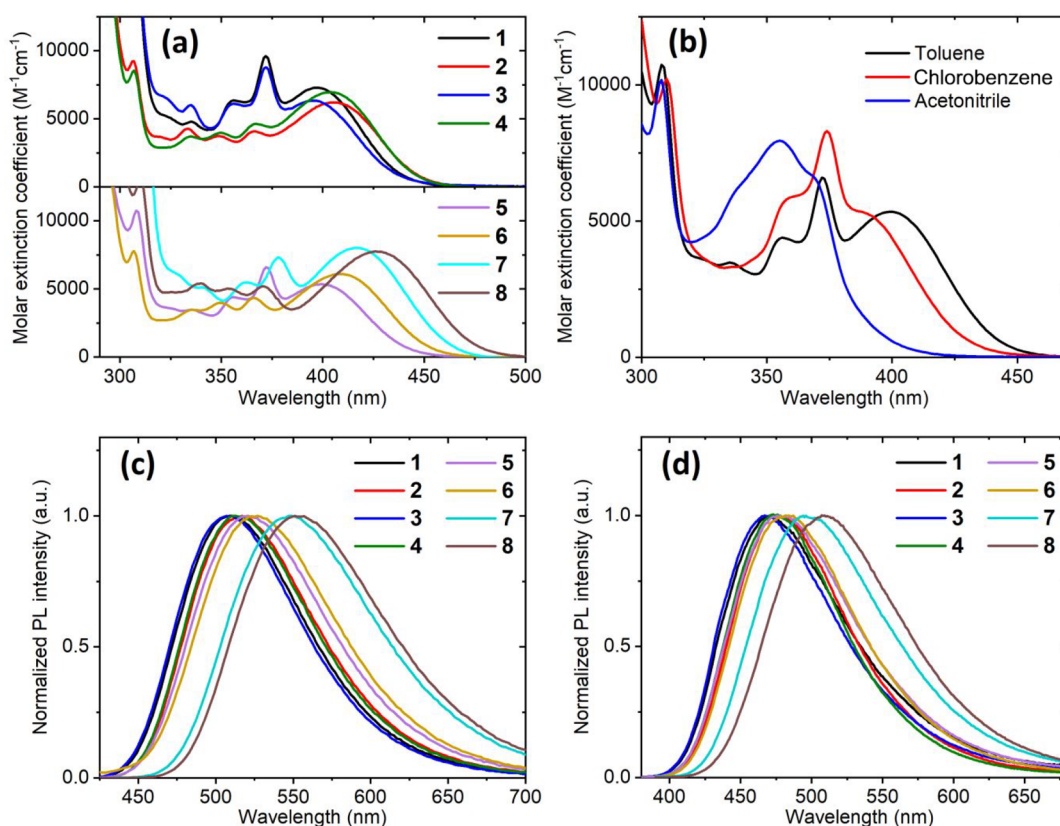 (a)
1
2
3
4
10000
5000
0
5
6
7
8
10000
5000
0
300 350 400 450 500
Wavelength (nm)
Molar extinction coefficient (M⁻¹cm⁻¹)
(b)
Toluene
Chlorobenzene
Acetonitrile
10000
5000
0
300 350 400 450
Wavelength (nm)
Molar extinction coefficient (M⁻¹cm⁻¹)
(c)
1 5
2 6
3 7
4 8
1.0
0.5
0.0
450 500 550 600 650 700
Wavelength (nm)
Normalized PL intensity (a.u.)
(d)
1 5
2 6
3 7
4 8
1.0
0.5
0.0
400 450 500 550 600 650
Wavelength (nm)
Normalized PL intensity (a.u.)